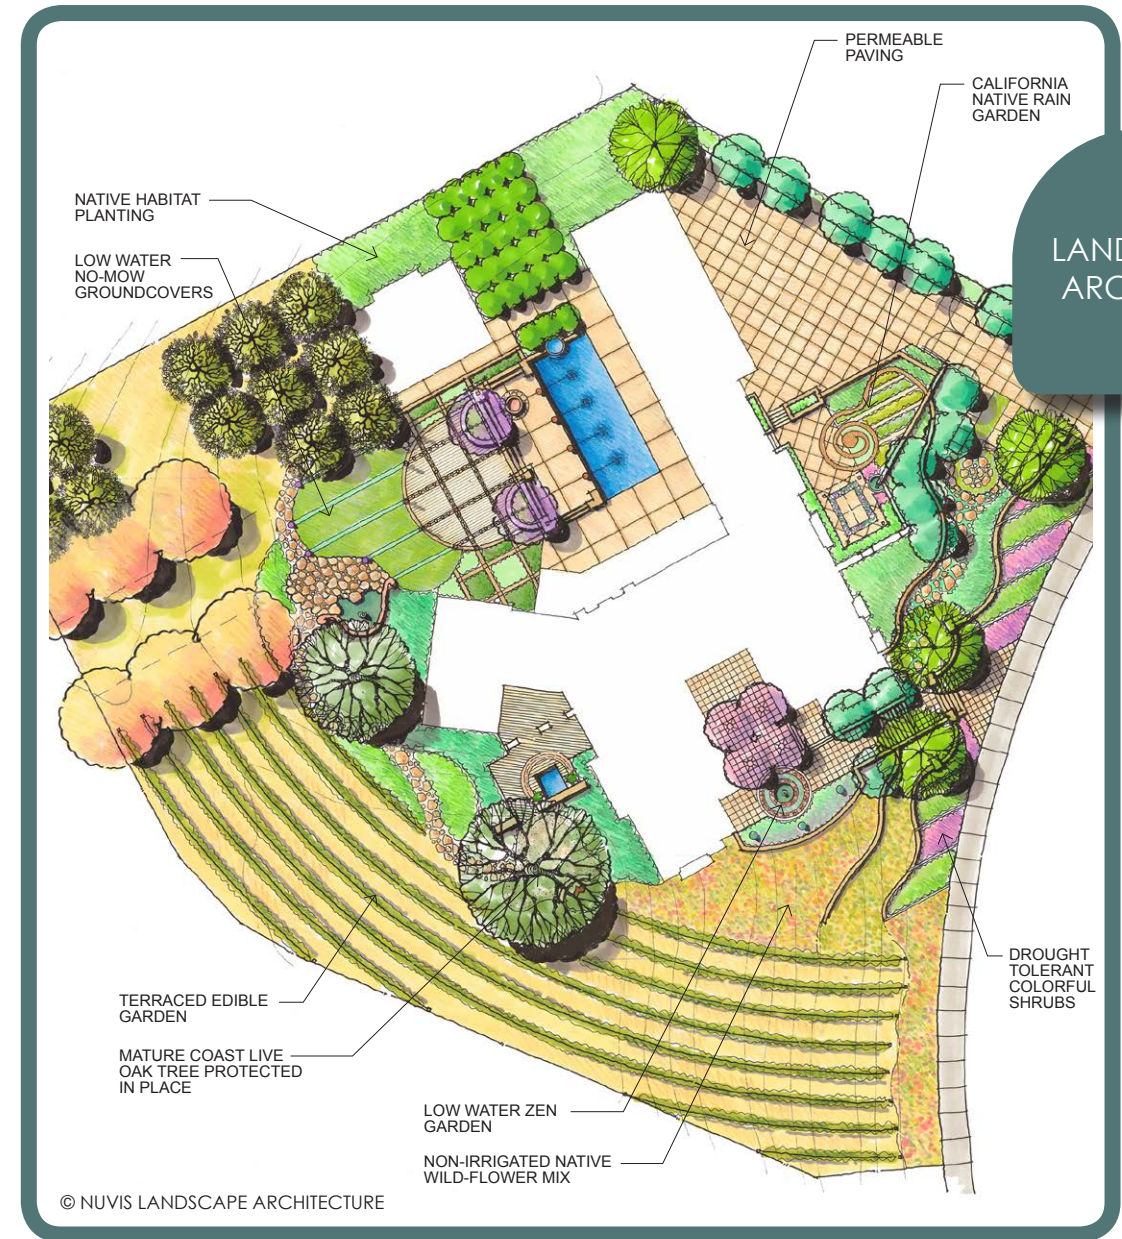 PERMEABLE
PAVING
CALIFORNIA
NATIVE RAIN
GARDEN
NATIVE HABITAT
PLANTING
LOW WATER
NO-MOW
GROUNDCOVERS
LAND
ARC
DROUGHT
TOLERANT
COLORFUL
SHRUBS
TERRACED EDIBLE
GARDEN
MATURE COAST LIVE
OAK TREE PROTECTED
IN PLACE
LOW WATER ZEN
GARDEN
NON-IRRIGATED NATIVE
WILD-FLOWER MIX
© NUVIS LANDSCAPE ARCHITECTURE